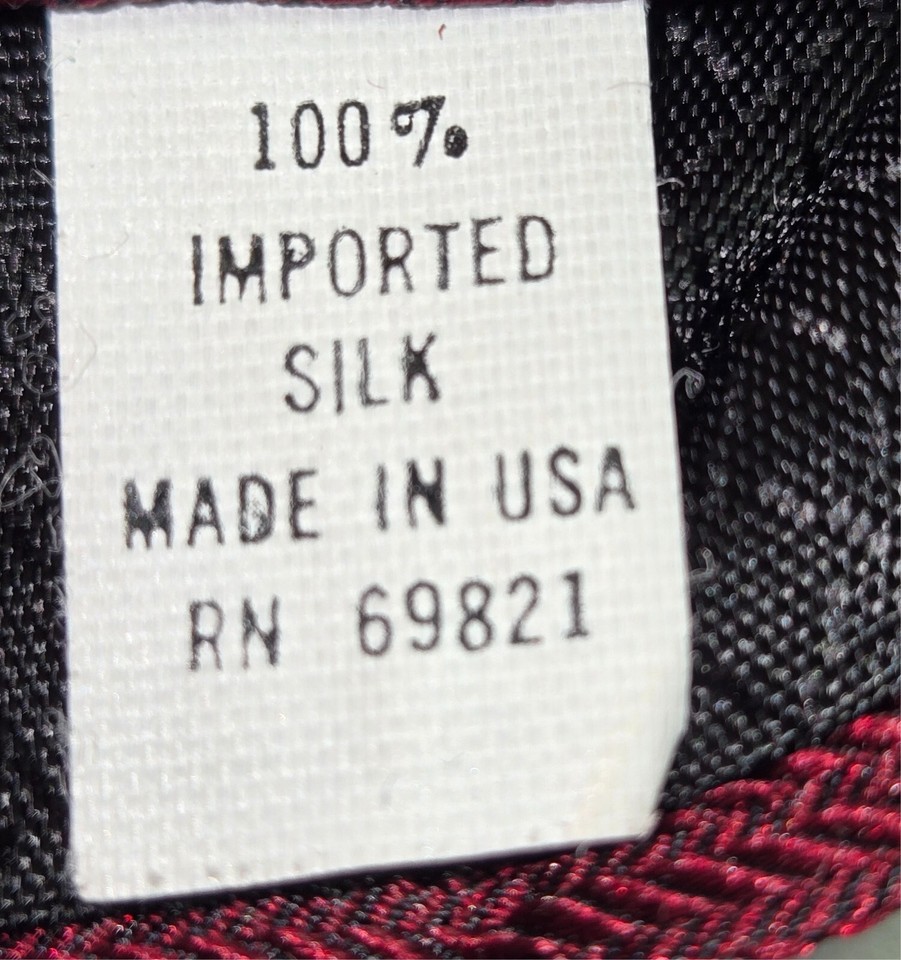 100%
IMPORTED
SILK
MADE IN USA
RN 69821